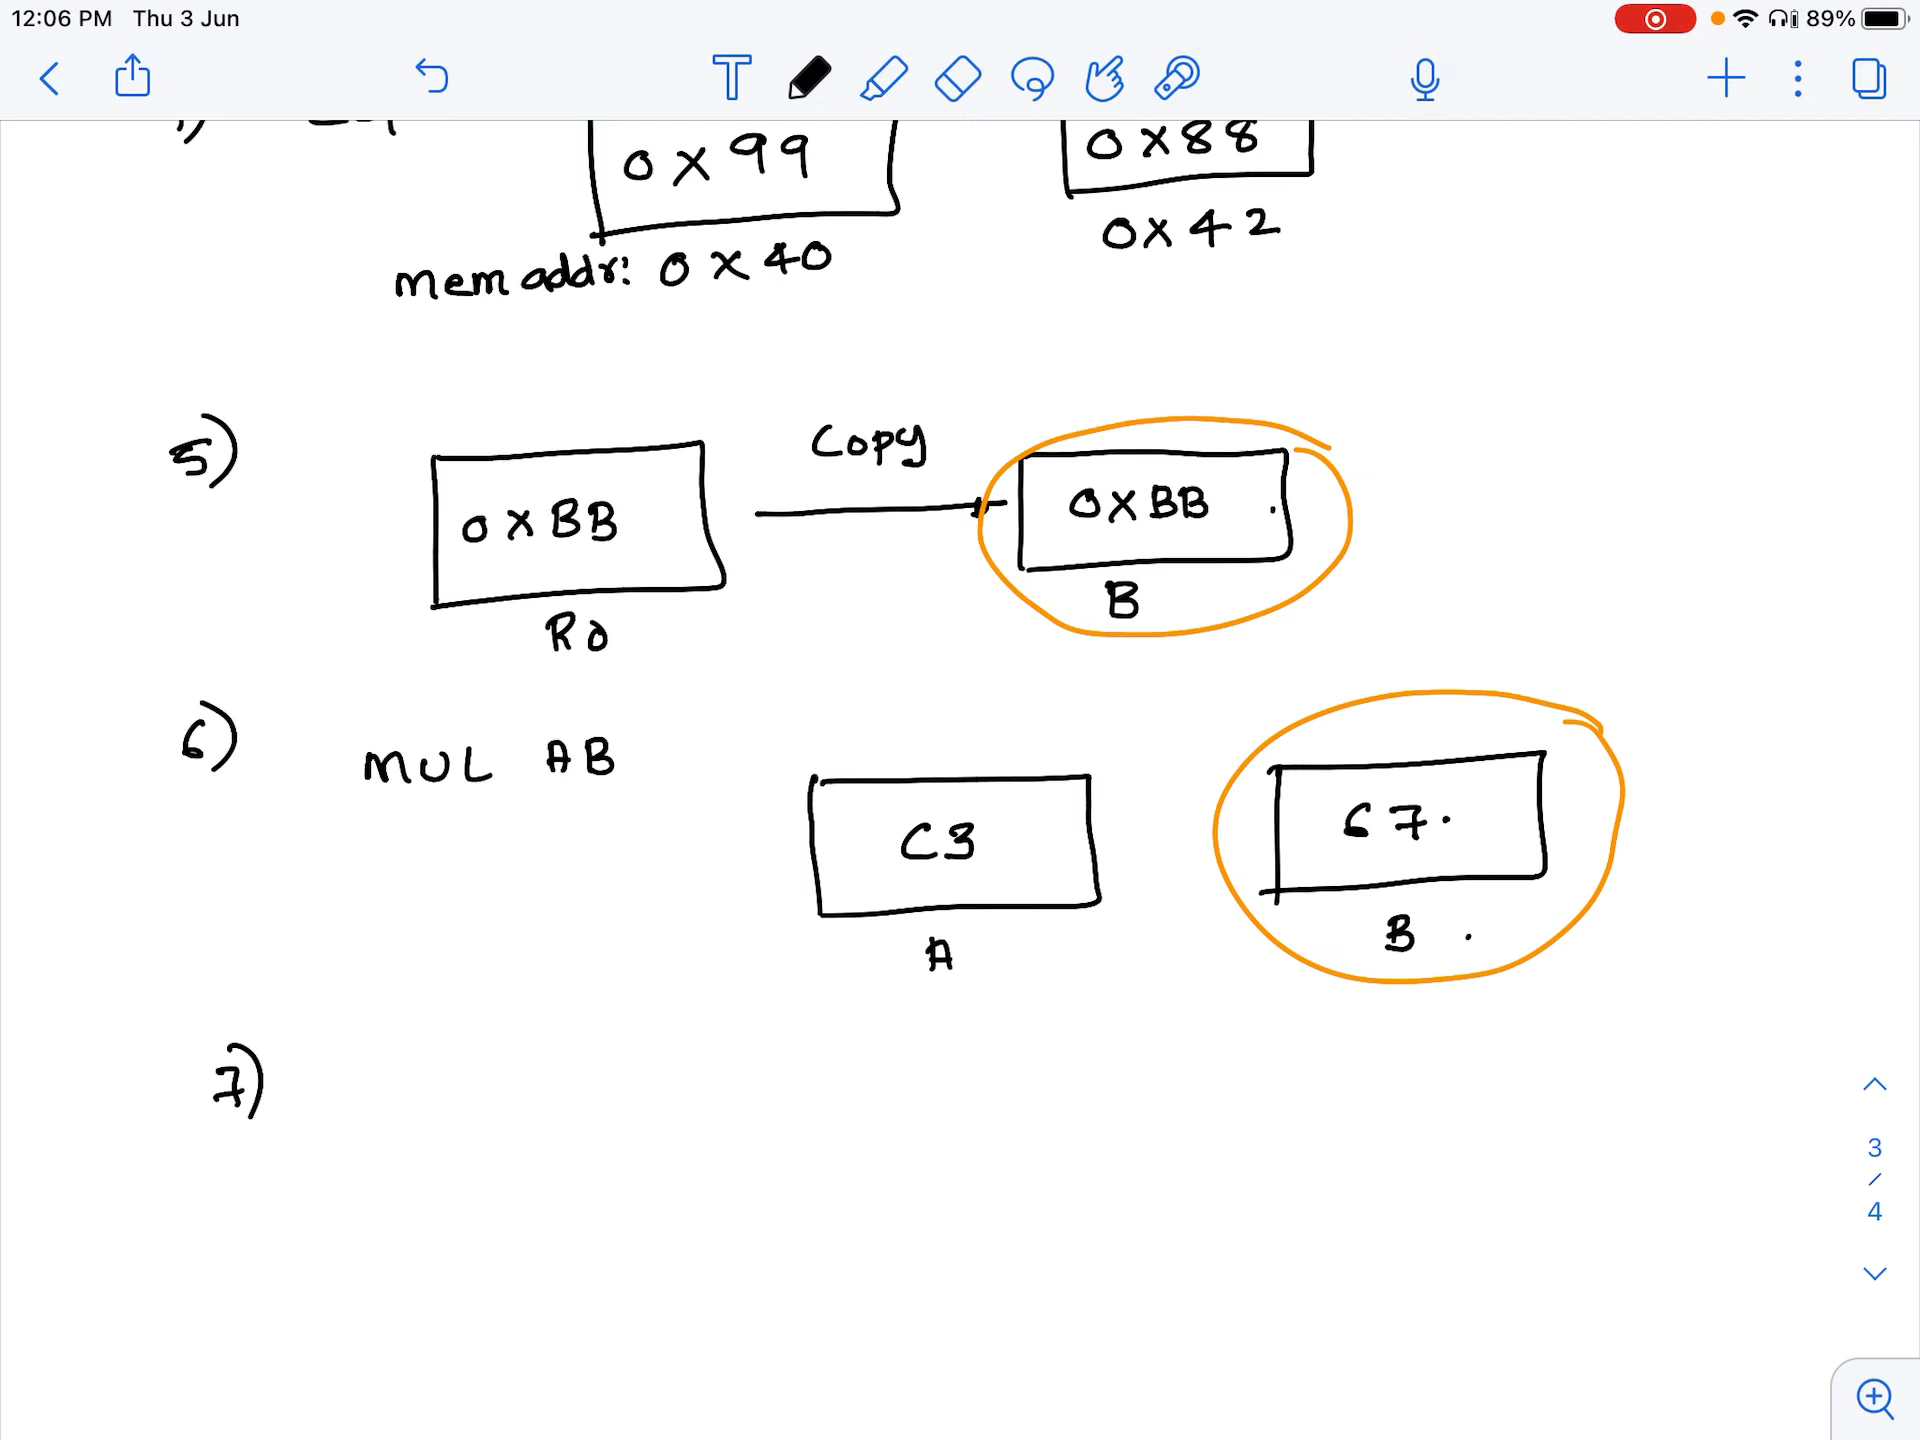 12:06 PM Thu 3 Jun
89%
T
0x99 0x88
0x42
mem addr: 0x40
5) Copy
0xBB 0xBB
R0 B
6) MUL AB
C3 67.
A B .
7)
3
/
4